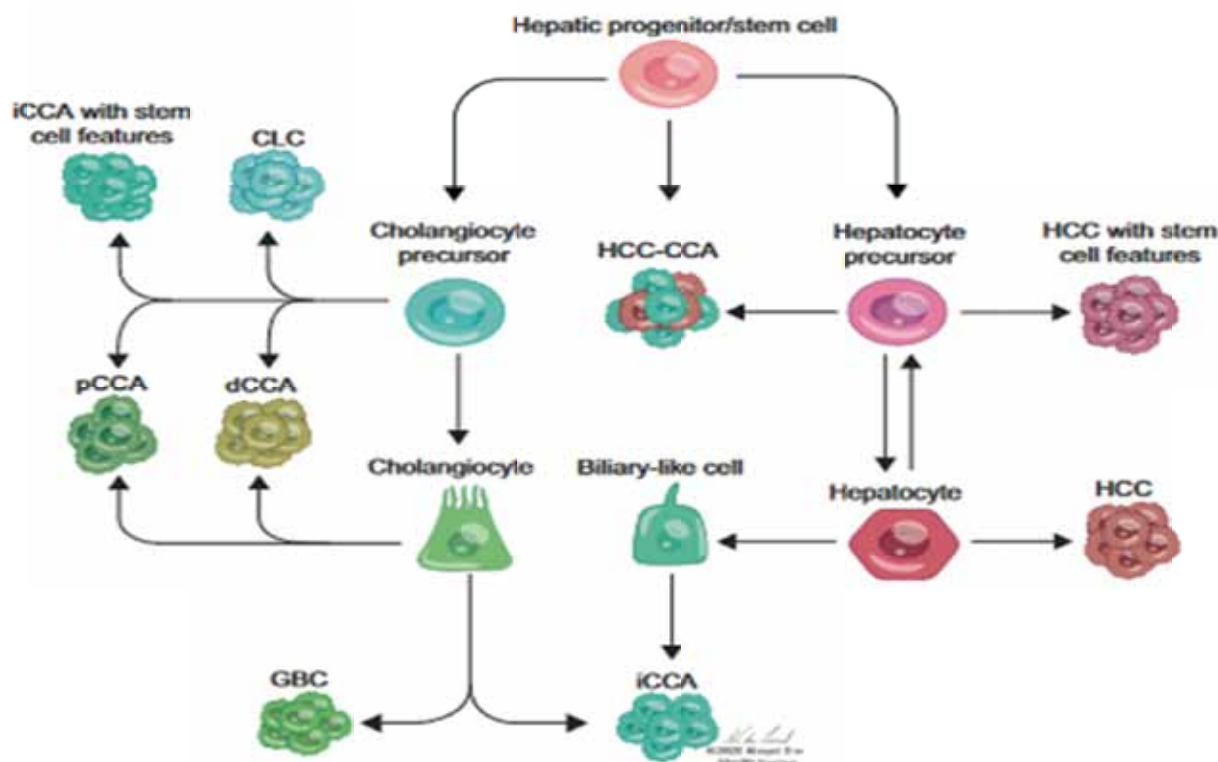 Hepatic progenitor/stem cell
iCCA with stem
cell features
CLC
Cholangiocyte
precursor
HCC-CCA
Hepatocyte
precursor
HCC with stem
cell features
pCCA
dCCA
Cholangiocyte
Biliary-like cell
Hepatocyte
HCC
GBC
iCCA